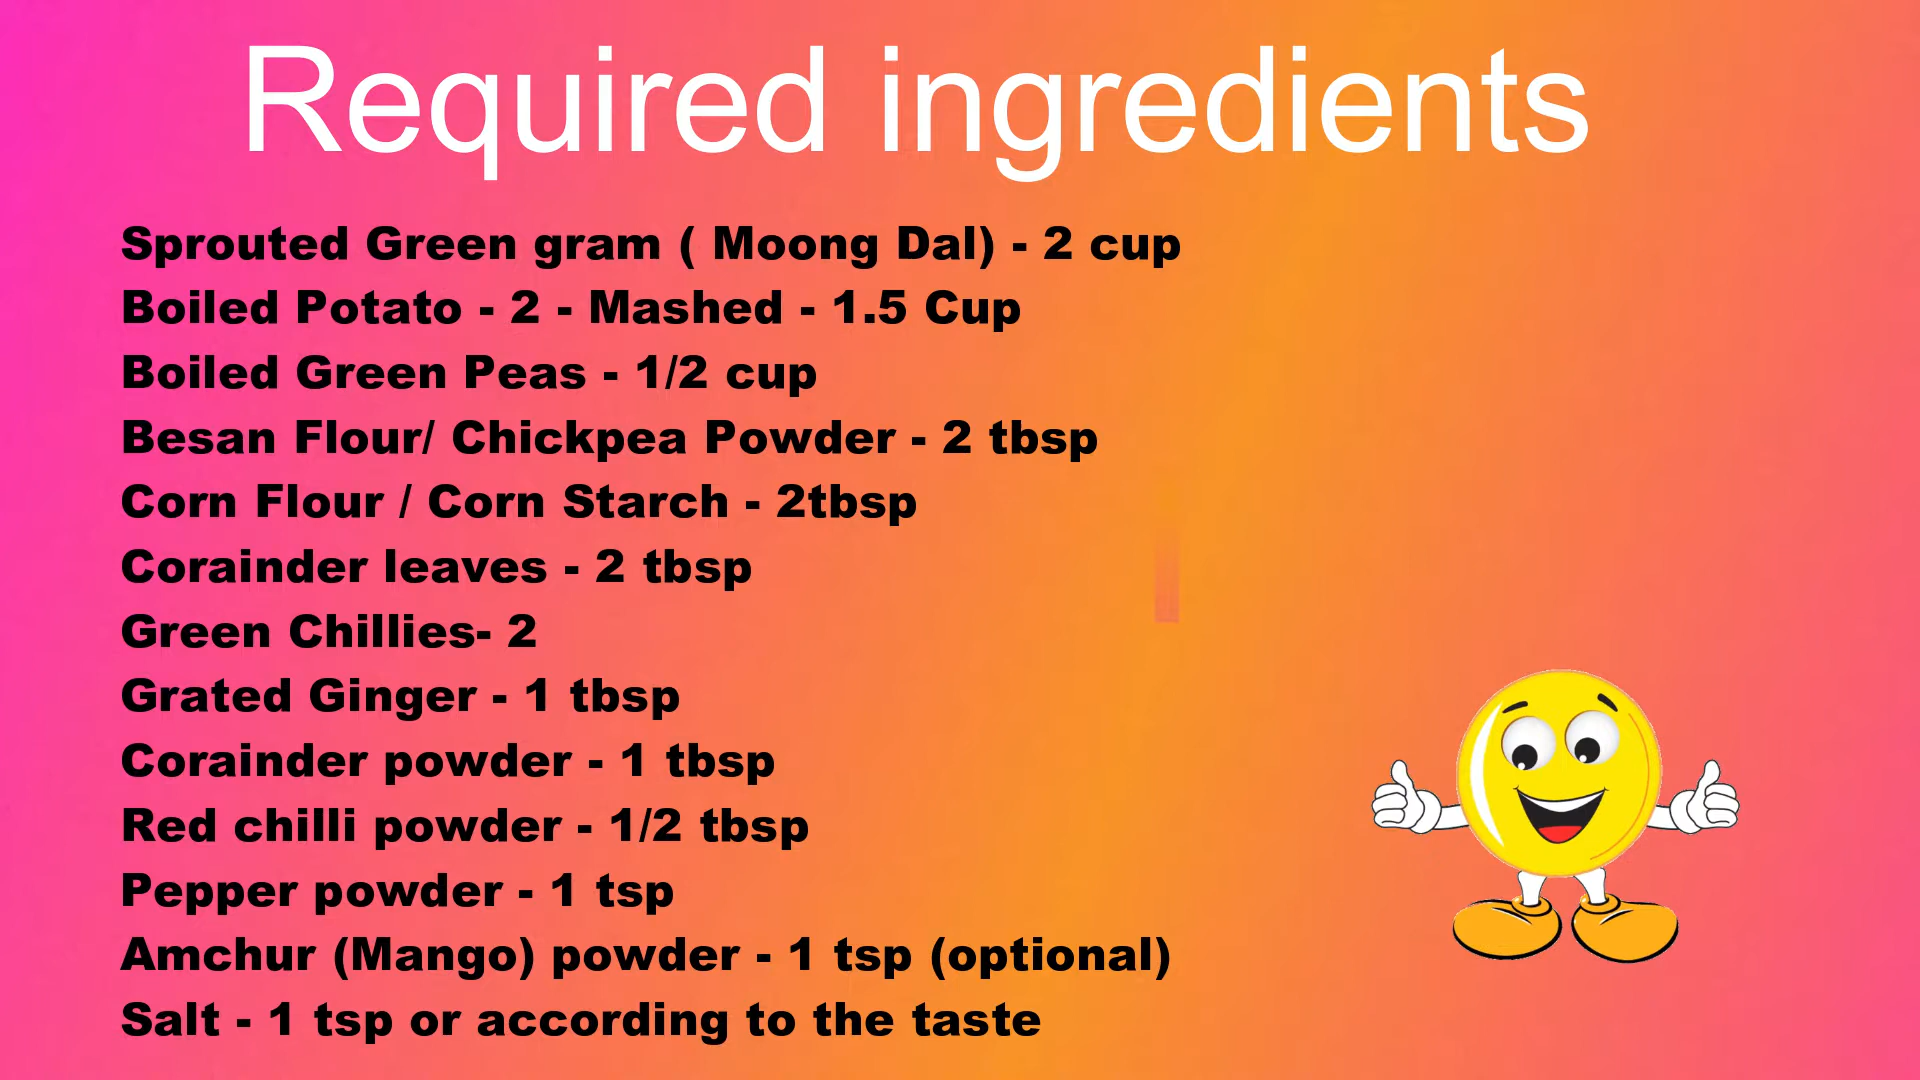 Required ingredients
Sprouted Green gram ( Moong Dal) - 2 cup
Boiled Potato - 2 - Mashed - 1.5 Cup
Boiled Green Peas - 1/2 cup
Besan Flour/ Chickpea Powder - 2 tbsp
Corn Flour / Corn Starch - 2tbsp
Corainder leaves - 2 tbsp
Green Chillies- 2
Grated Ginger - 1 tbsp
Corainder powder - 1 tbsp
Red chilli powder - 1/2 tbsp
Pepper powder - 1 tsp
Amchur (Mango) powder - 1 tsp (optional)
Salt - 1 tsp or according to the taste